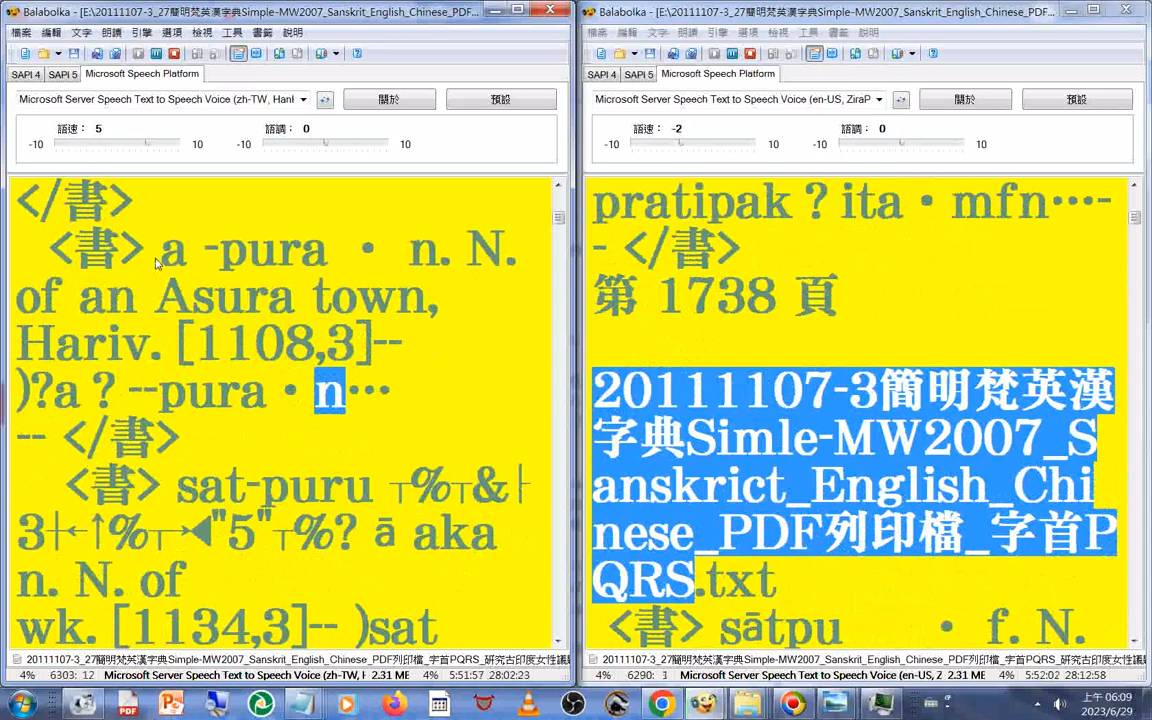 Balabolka - [E:\20111107-3_27簡明梵英漢字典Simple-MW2007_Sanskrit_English_Chinese_PDF...
檔案 編輯 文字 朗讀 引擎 選項 檢視 工具 書籤 說明
SAPI 4 SAPI 5 Microsoft Speech Platform
Microsoft Server Speech Text to Speech Voice (zh-TW, Hanl
關於 預設
語速： 5 語調： 0
-10 10 -10 10
</書>
<書> a -pura • n. N.
of an Asura town,
Hariv. [1108,3]--
)?a ? --pura • n…
-- </書>
<書> sat-puru ┬%┬&├
3┼←↑%┬─◀"5"┬%? ā aka
n. N. of
wk. [1134,3]-- )sat
20111107-3_27簡明梵英漢字典Simple-MW2007_Sanskrit_English_Chinese_PDF列印檔_字首PQRS_研究古印度女性議
4% 6303: 12 Microsoft Server Speech Text to Speech Voice (zh-TW, H 2.31 ME 5:51:57 28:02:23
Balabolka - [E:\20111107-3_27簡明梵英漢字典Simple-MW2007_Sanskrit_English_Chinese_PDF...
檔案 編輯 文字 朗讀 引擎 選項 檢視 工具 書籤 說明
SAPI 4 SAPI 5 Microsoft Speech Platform
Microsoft Server Speech Text to Speech Voice (en-US, ZiraP
關於 預設
語速： -2 語調： 0
-10 10 -10 10
pratipak ? ita • mfn…-
- </書>
第 1738 頁
20111107-3簡明梵英漢
字典Simle-MW2007_S
anskrict_English_Chi
nese_PDF列印檔_字首P
QRS.txt
<書> sātpu • f. N.
20111107-3_27簡明梵英漢字典Simple-MW2007_Sanskrit_English_Chinese_PDF列印檔_字首PQRS_研究古印度女性議
4% 6290: Microsoft Server Speech Text to Speech Voice (en-US, Z 2.31 ME 5:52:02 28:12:58
上午 06:09
2023/6/29